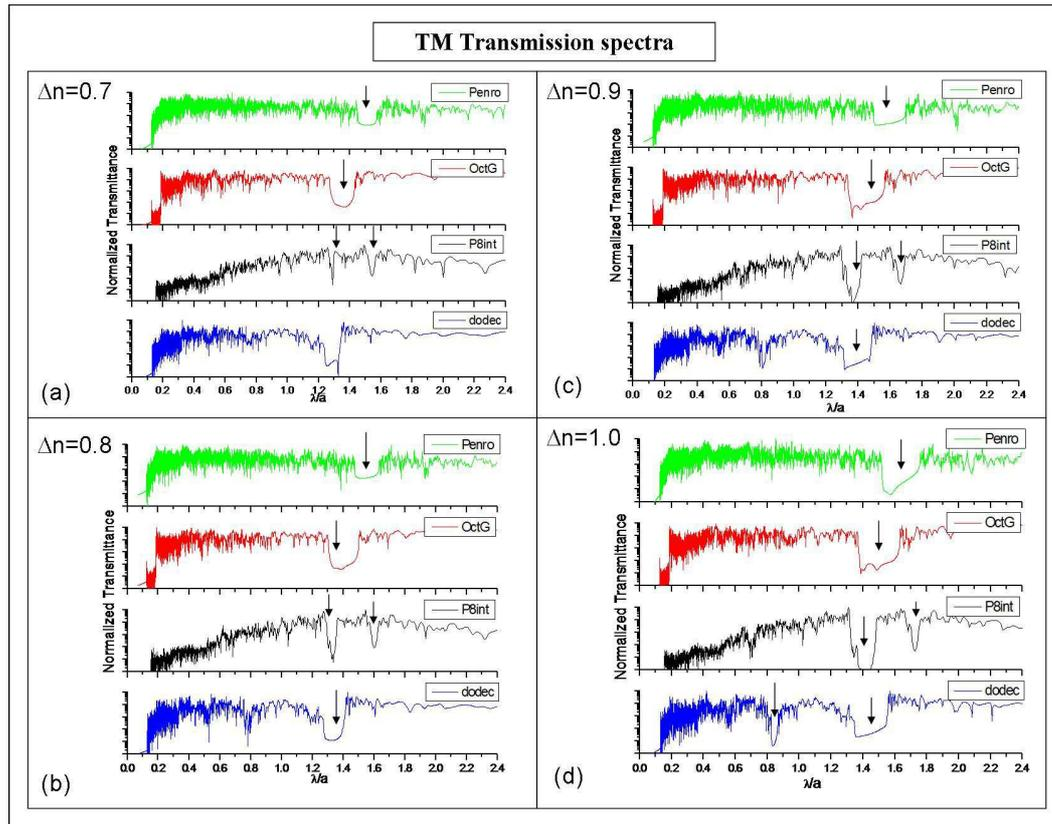 TM Transmission spectra
Δn=0.7
Normalized Transmittance
Penro
OctG
P8int
dodec
0.0 0.2 0.4 0.6 0.8 1.0 1.2 1.4 1.6 1.8 2.0 2.2 2.4
λ/a
(a)
Δn=0.9
Normalized Transmittance
Penro
OctG
P8int
dodec
0.0 0.2 0.4 0.6 0.8 1.0 1.2 1.4 1.6 1.8 2.0 2.2 2.4
λ/a
(c)
Δn=0.8
Normalized Transmittance
Penro
OctG
P8int
dodec
0.0 0.2 0.4 0.6 0.8 1.0 1.2 1.4 1.6 1.8 2.0 2.2 2.4
λ/a
(b)
Δn=1.0
Normalized Transmittance
Penro
OctG
P8int
dodec
0.0 0.2 0.4 0.6 0.8 1.0 1.2 1.4 1.6 1.8 2.0 2.2 2.4
λ/a
(d)